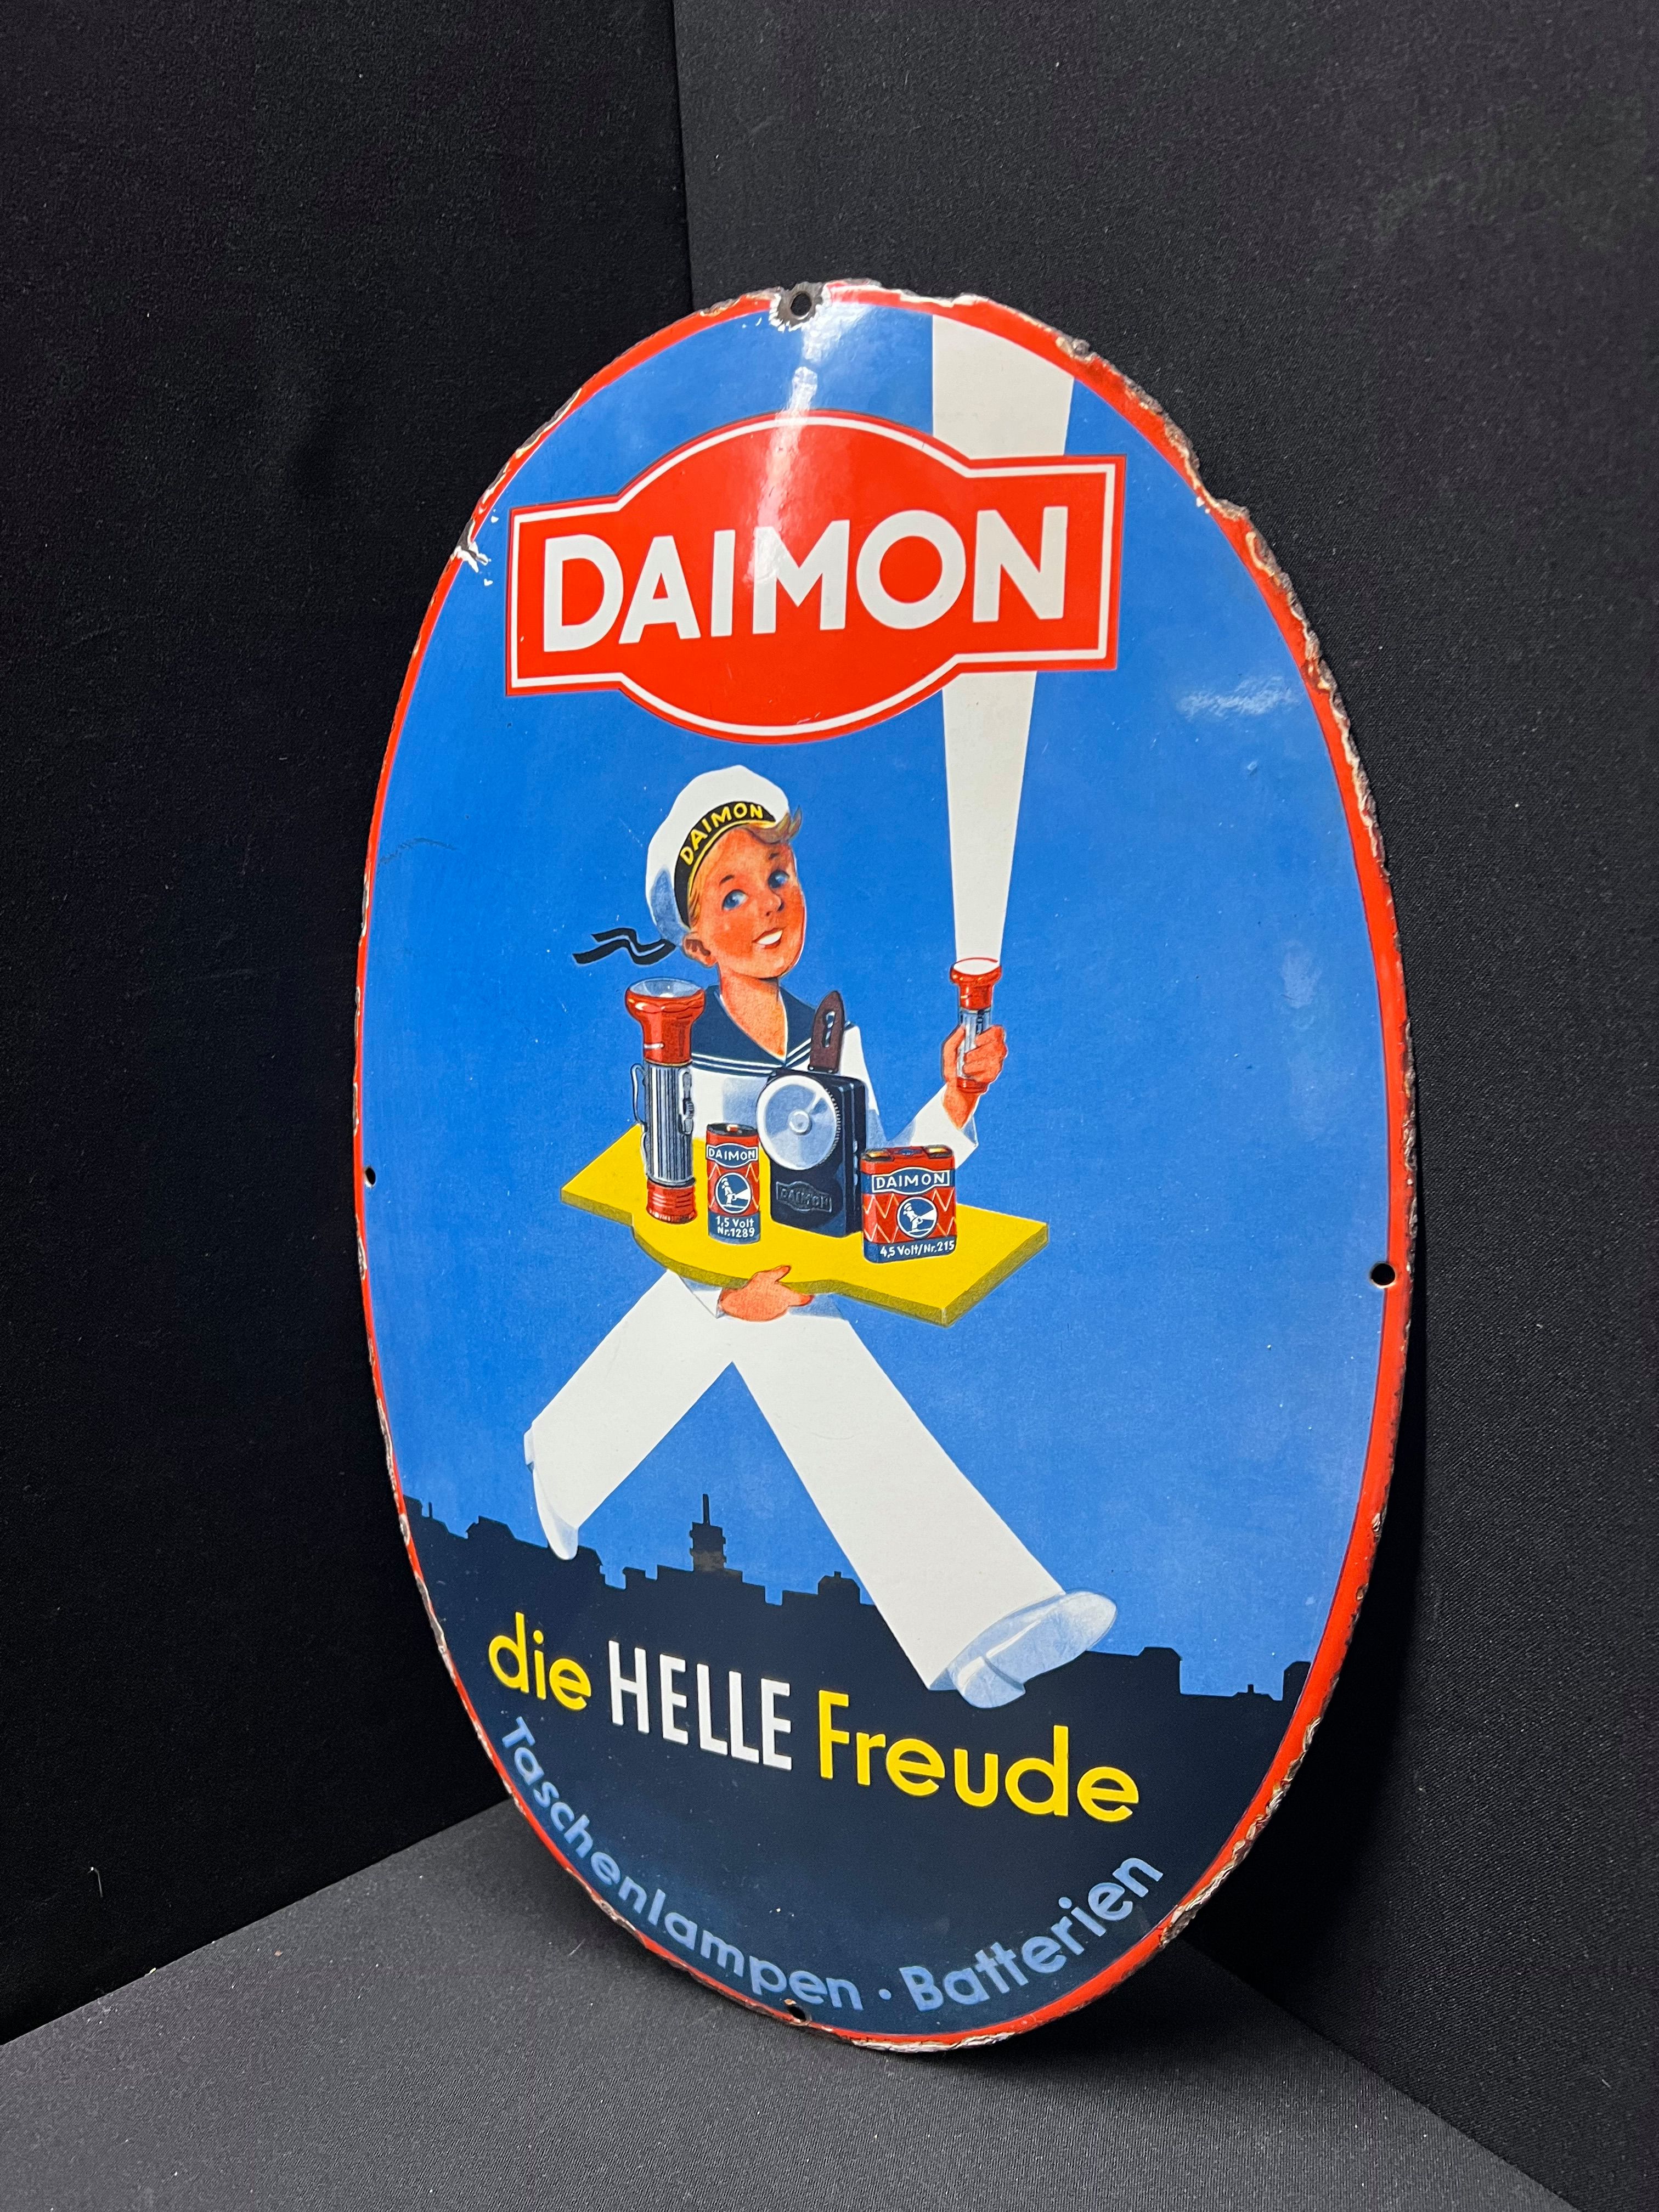 DAIMON
DAIMON
DAIMON
1,5 Volt
Nr.1289
DAIMON
DAIMON
4,5 Volt/Nr.215
die HELLE Freude
Taschenlampen · Batterien